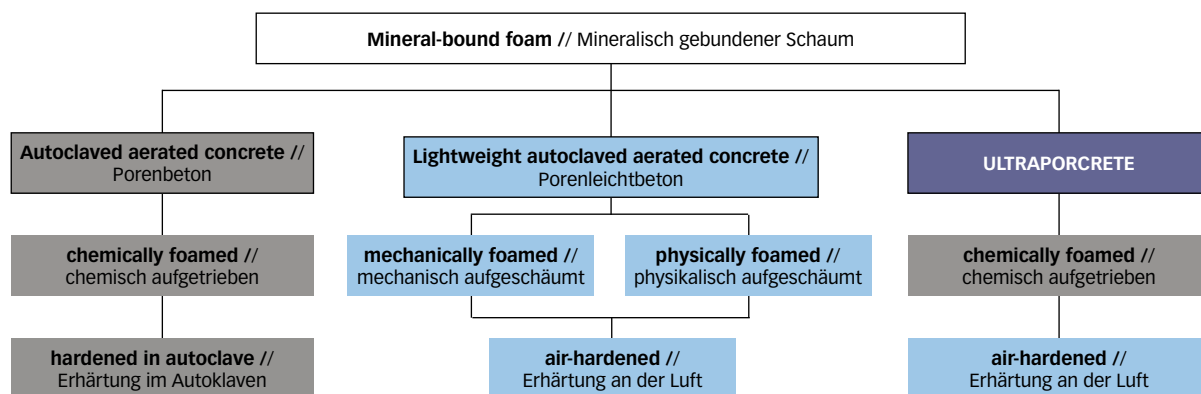 Mineral-bound foam // Mineralisch gebundener Schaum
Autoclaved aerated concrete //
Porenbeton
Lightweight autoclaved aerated concrete //
Porenleichtbeton
ULTRAPORCRETE
chemically foamed //
chemisch aufgetrieben
mechanically foamed //
mechanisch aufgeschäumt
physically foamed //
physikalisch aufgeschäumt
chemically foamed //
chemisch aufgetrieben
hardened in autoclave //
Erhärtung im Autoklaven
air-hardened //
Erhärtung an der Luft
air-hardened //
Erhärtung an der Luft